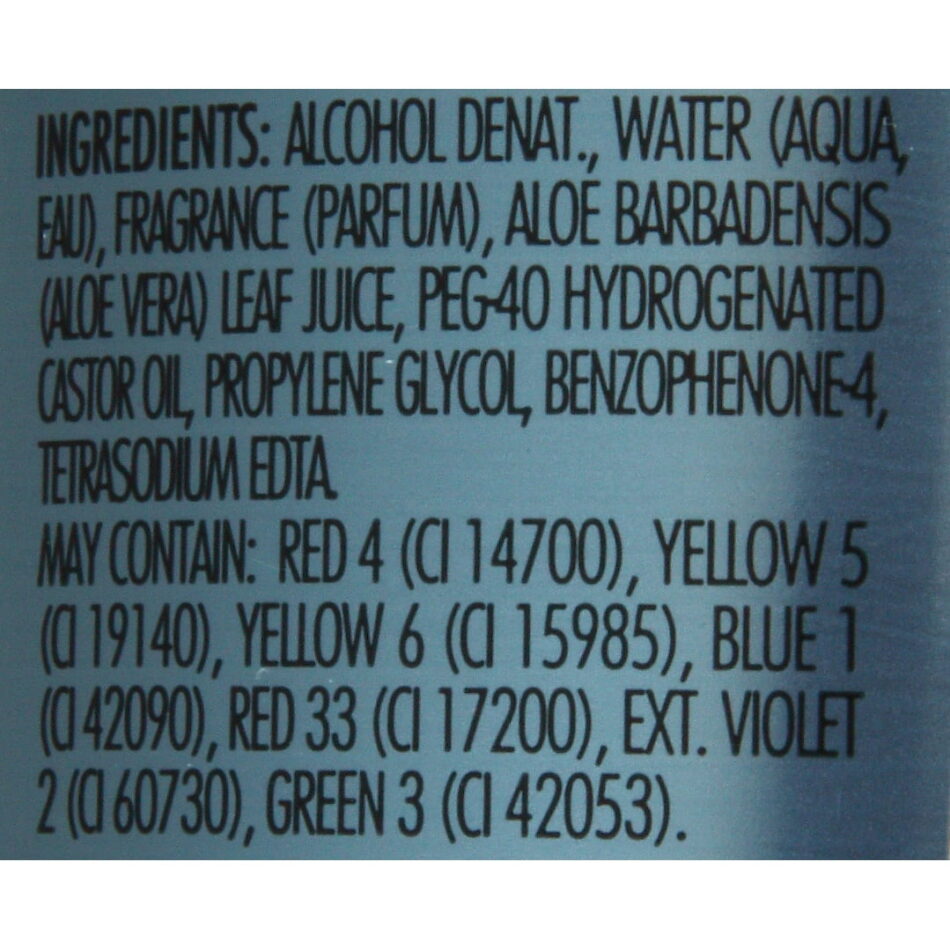 INGREDIENTS: ALCOHOL DENAT., WATER (AQUA,
EAU), FRAGRANCE (PARFUM), ALOE BARBADENSIS
(ALOE VERA) LEAF JUICE, PEG-40 HYDROGENATED
CASTOR OIL, PROPYLENE GLYCOL, BENZOPHENONE-4,
TETRASODIUM EDTA.
MAY CONTAIN: RED 4 (CI 14700), YELLOW 5
(CI 19140), YELLOW 6 (CI 15985), BLUE 1
(CI 42090), RED 33 (CI 17200), EXT. VIOLET
2 (CI 60730), GREEN 3 (CI 42053).